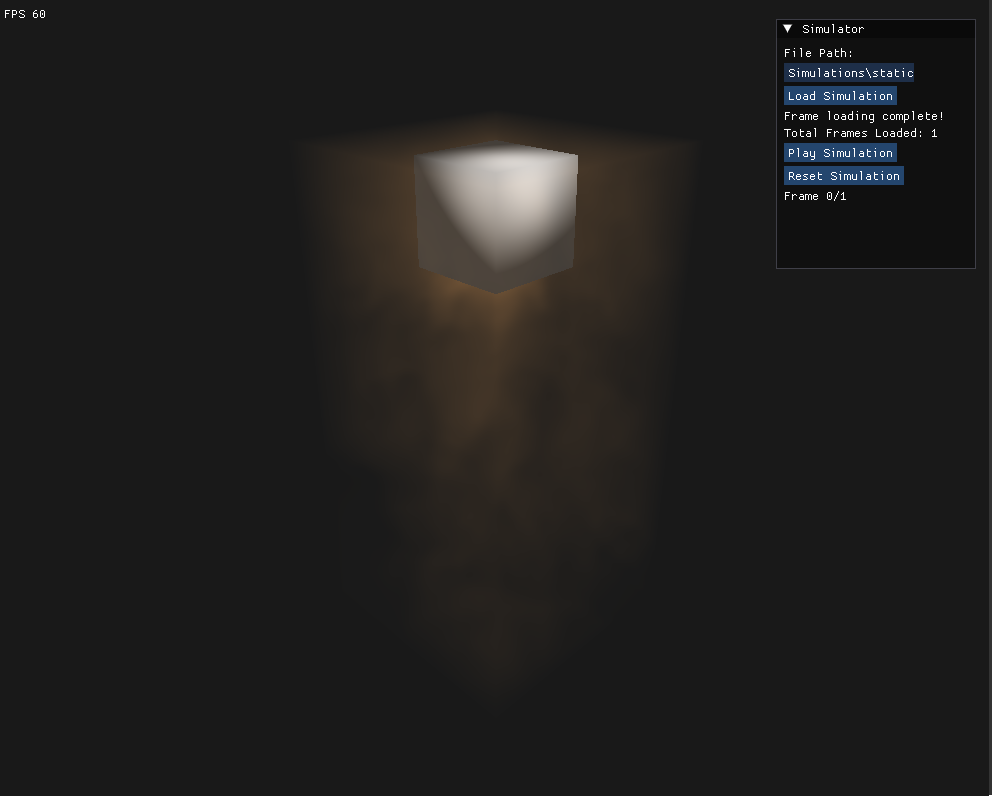 FPS 60
Simulator
File Path:
Simulations\static
Load Simulation
Frame loading complete!
Total Frames Loaded: 1
Play Simulation
Reset Simulation
Frame 0/1